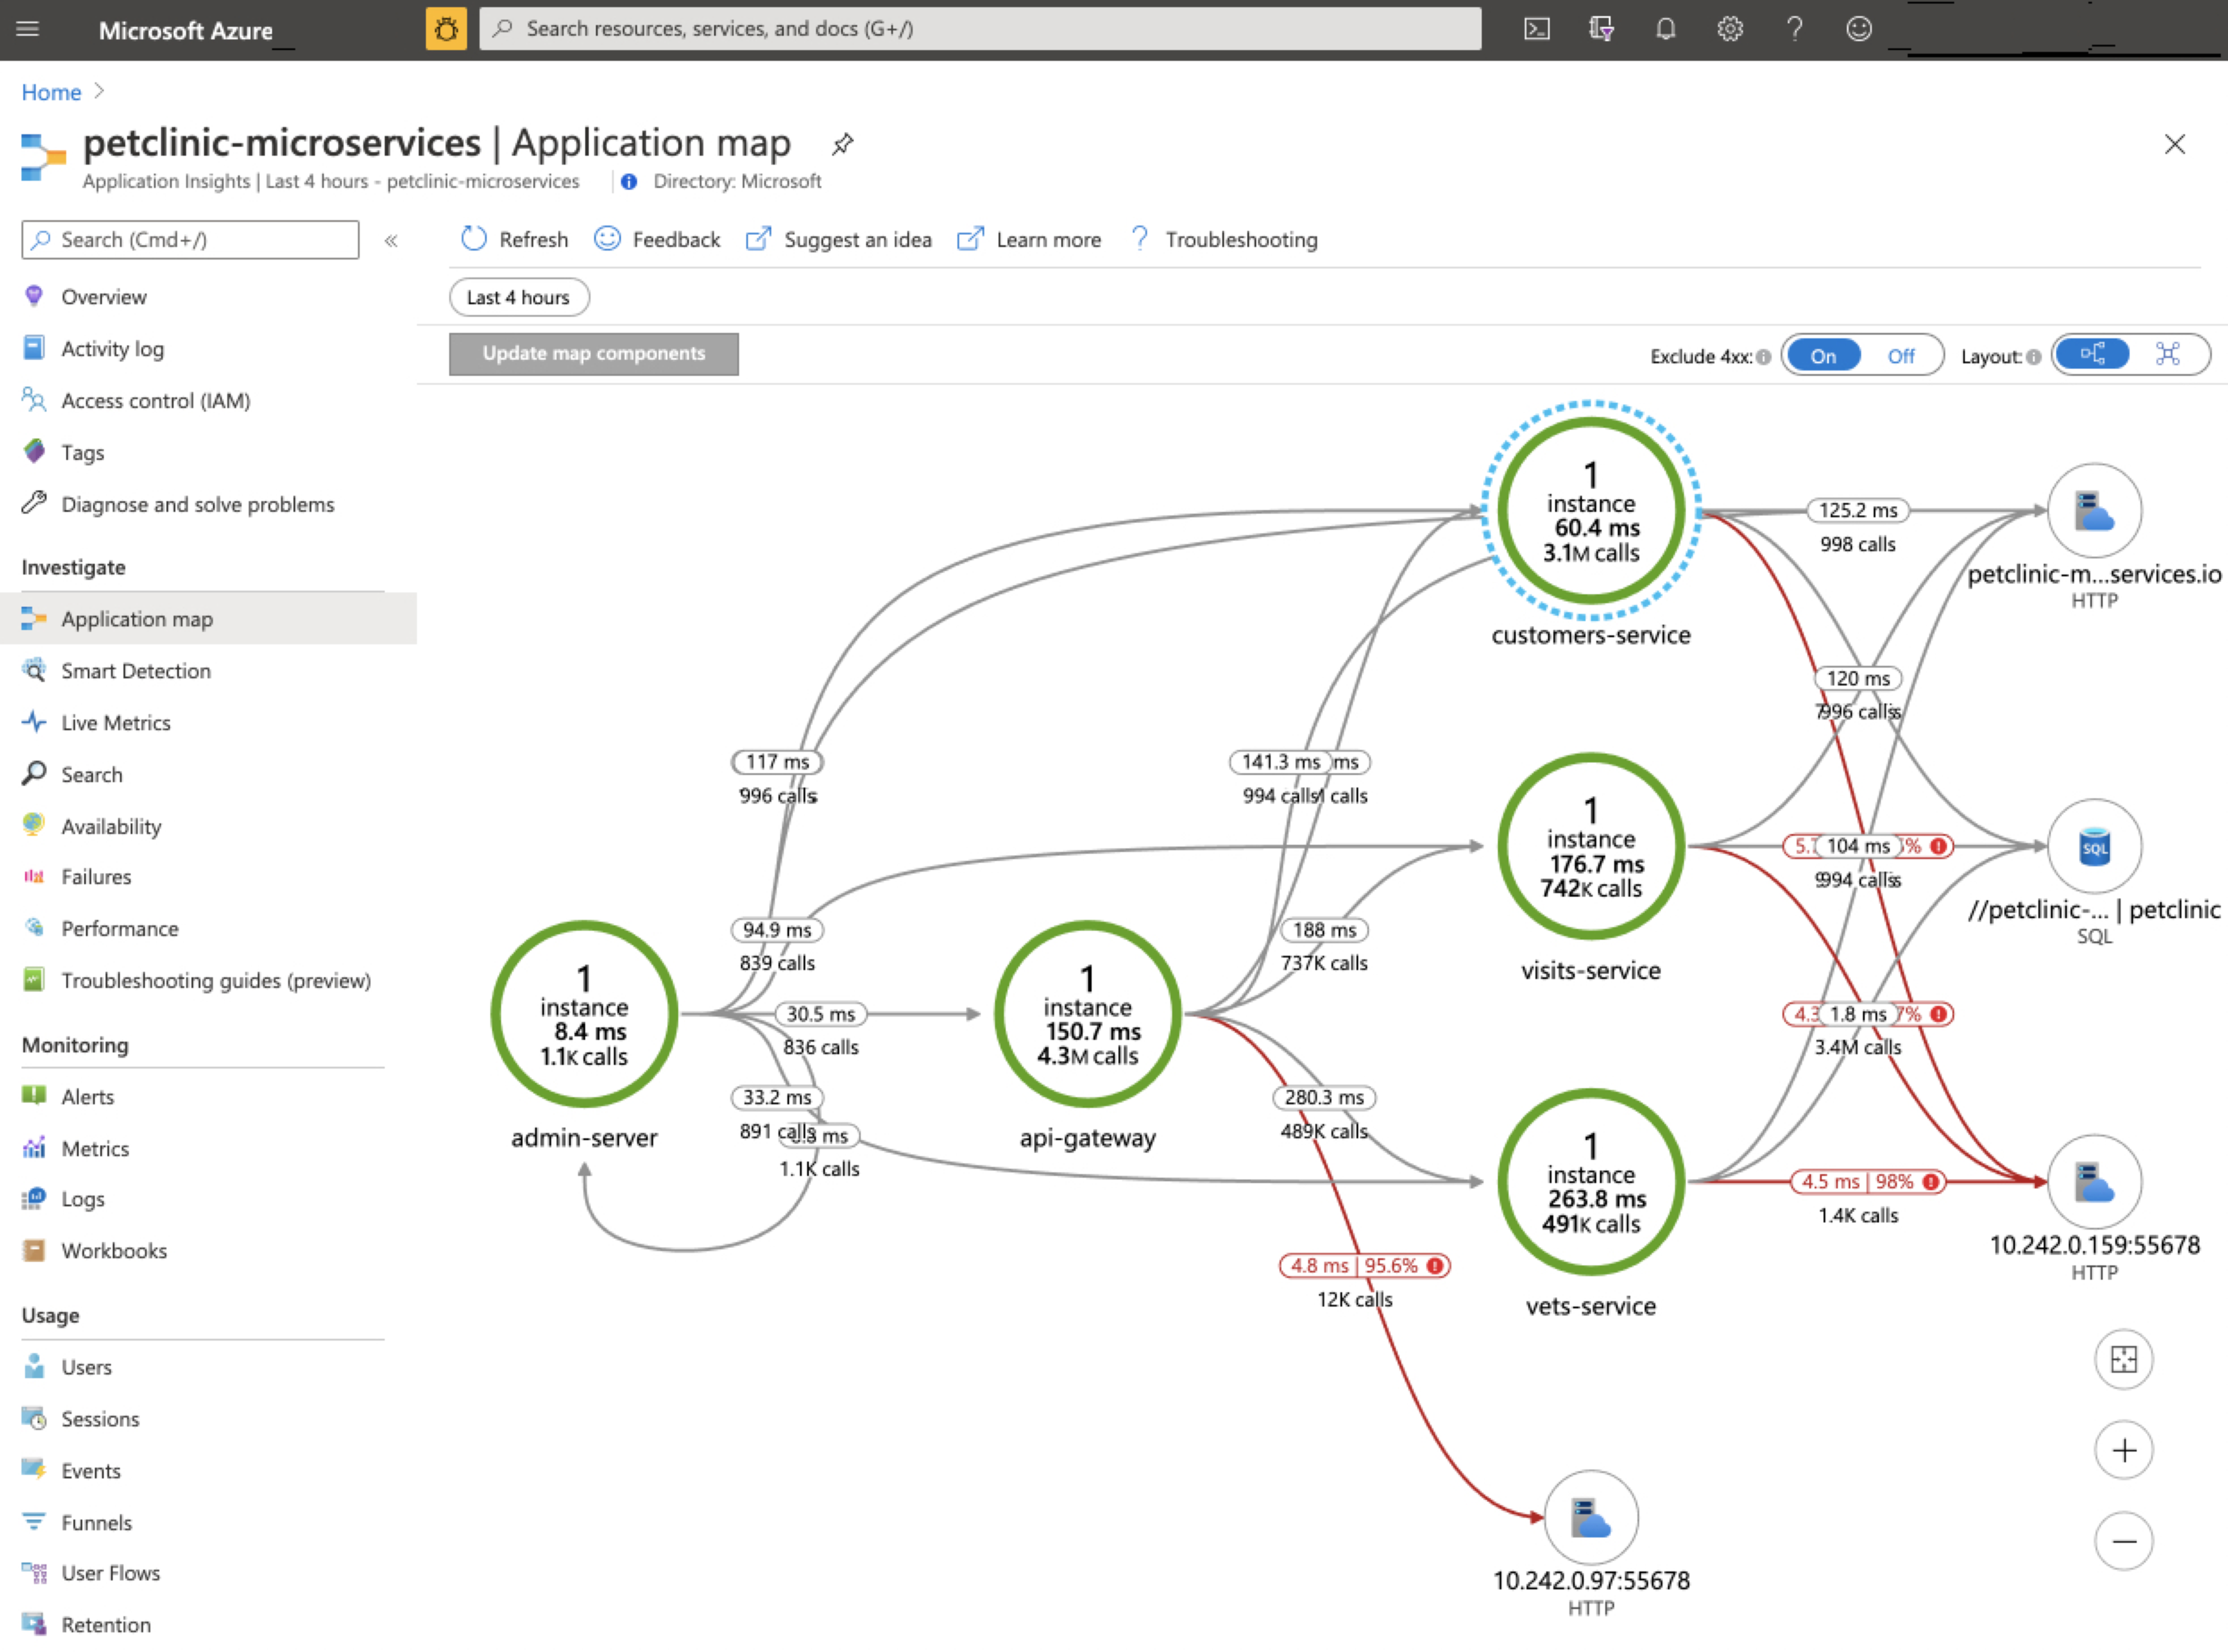 Microsoft Azure
Search resources, services, and docs (G+/)
Home
petclinic-microservices | Application map
Application Insights | Last 4 hours - petclinic-microservices
Directory: Microsoft
Search (Cmd+/)
Refresh
Feedback
Suggest an idea
Learn more
Troubleshooting
Last 4 hours
Update map components
Exclude 4xx:
On
Off
Layout:
Overview
Activity log
Access control (IAM)
Tags
Diagnose and solve problems
Investigate
Application map
Smart Detection
Live Metrics
Search
Availability
Failures
Performance
Troubleshooting guides (preview)
Monitoring
Alerts
Metrics
Logs
Workbooks
Usage
Users
Sessions
Events
Funnels
User Flows
Retention
1
instance
8.4 ms
1.1K calls
admin-server
117 ms
996 calls
94.9 ms
839 calls
30.5 ms
836 calls
33.2 ms
891 calls
ms
1.1K calls
1
instance
150.7 ms
4.3M calls
api-gateway
141.3 ms
ms
994 calls
calls
188 ms
737K calls
280.3 ms
489K calls
4.8 ms | 95.6%
12K calls
1
instance
60.4 ms
3.1M calls
customers-service
1
instance
176.7 ms
742K calls
visits-service
1
instance
263.8 ms
491K calls
vets-service
10.242.0.97:55678
HTTP
125.2 ms
998 calls
120 ms
996 calls
104 ms
994 calls
1.8 ms
3.4M calls
4.5 ms | 98%
1.4K calls
petclinic-m...services.io
HTTP
SQL
//petclinic-... | petclinic
SQL
10.242.0.159:55678
HTTP